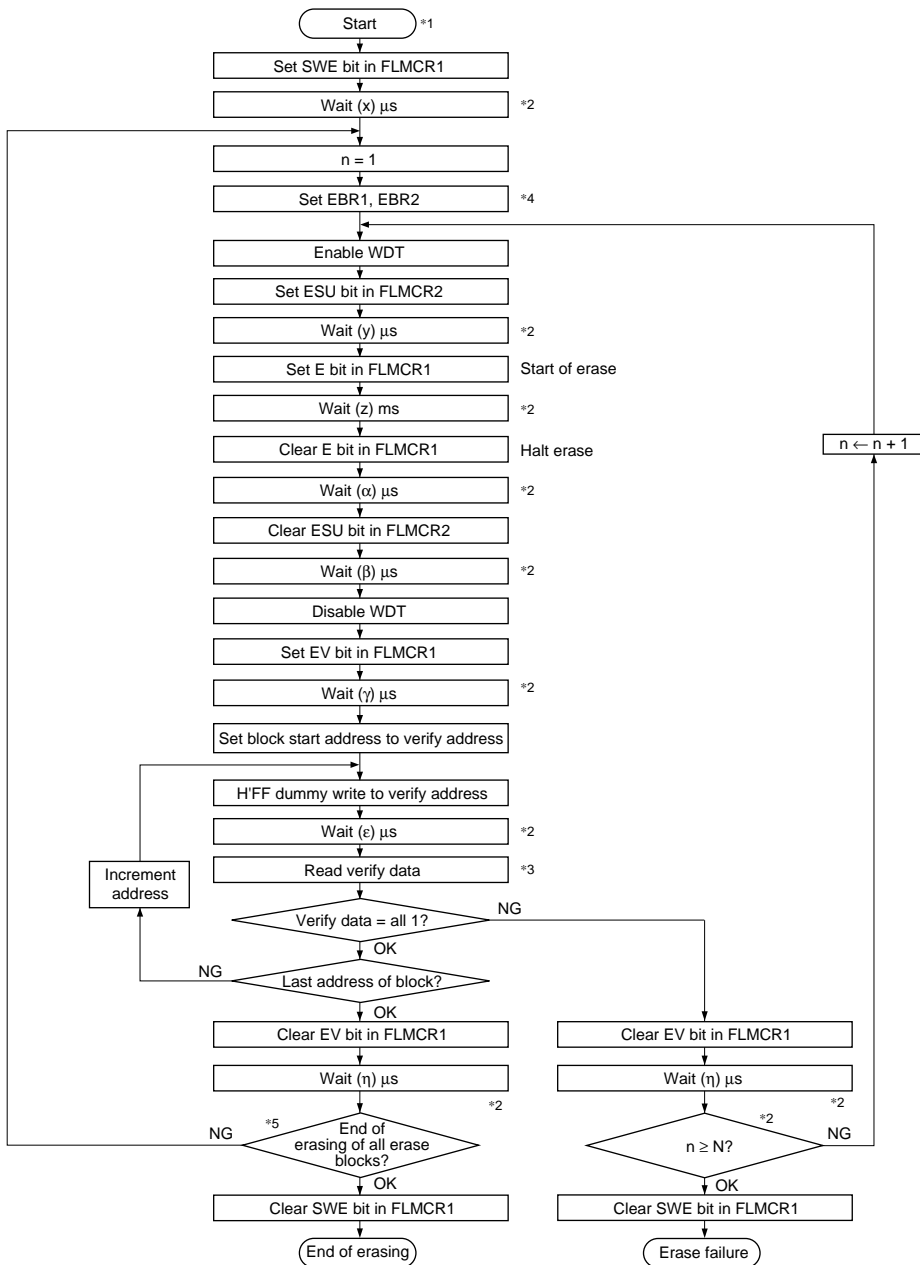 Start *1
Set SWE bit in FLMCR1
Wait (x) μs *2
n = 1
Set EBR1, EBR2 *4
Enable WDT
Set ESU bit in FLMCR2
Wait (y) μs *2
Set E bit in FLMCR1 Start of erase
Wait (z) ms *2
n ← n + 1
Clear E bit in FLMCR1 Halt erase
Wait (α) μs *2
Clear ESU bit in FLMCR2
Wait (β) μs *2
Disable WDT
Set EV bit in FLMCR1
Wait (γ) μs *2
Set block start address to verify address
H'FF dummy write to verify address
Wait (ε) μs *2
Increment
address
Read verify data *3
Verify data = all 1? NG
OK
NG Last address of block?
OK
Clear EV bit in FLMCR1
Wait (η) μs
*2
NG *5 End of
erasing of all erase
blocks?
OK
Clear SWE bit in FLMCR1
End of erasing
Clear EV bit in FLMCR1
Wait (η) μs
*2
*2
n ≥ N? NG
OK
Clear SWE bit in FLMCR1
Erase failure